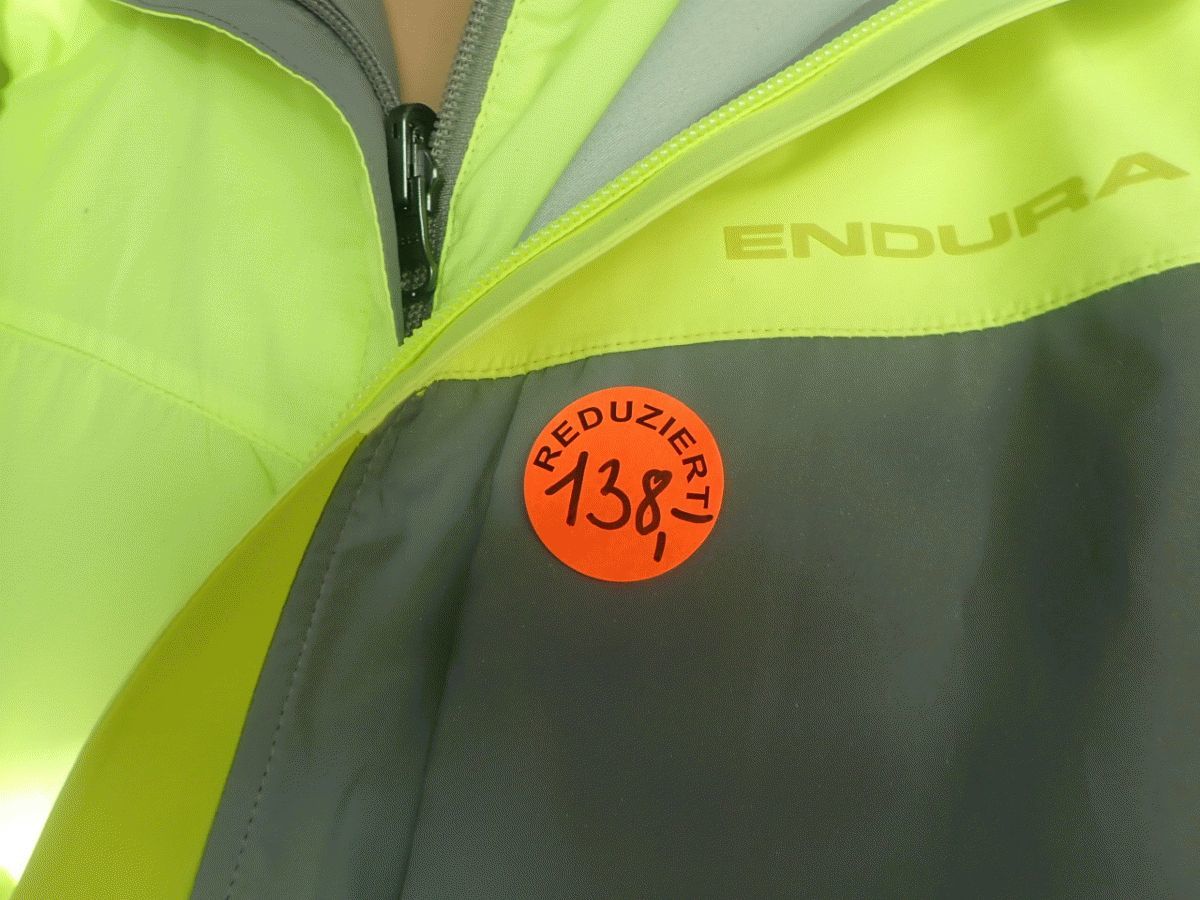 ENDURA
REDUZIERT
138,-